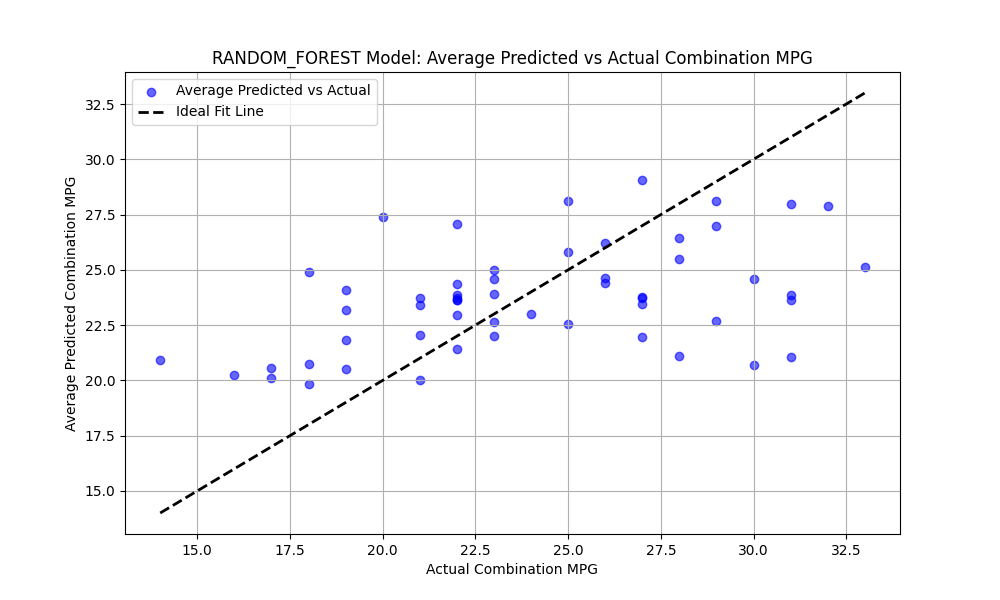 RANDOM_FOREST Model: Average Predicted vs Actual Combination MPG
Average Predicted vs Actual
Ideal Fit Line
Average Predicted Combination MPG
32.5
30.0
27.5
25.0
22.5
20.0
17.5
15.0
15.0 17.5 20.0 22.5 25.0 27.5 30.0 32.5
Actual Combination MPG